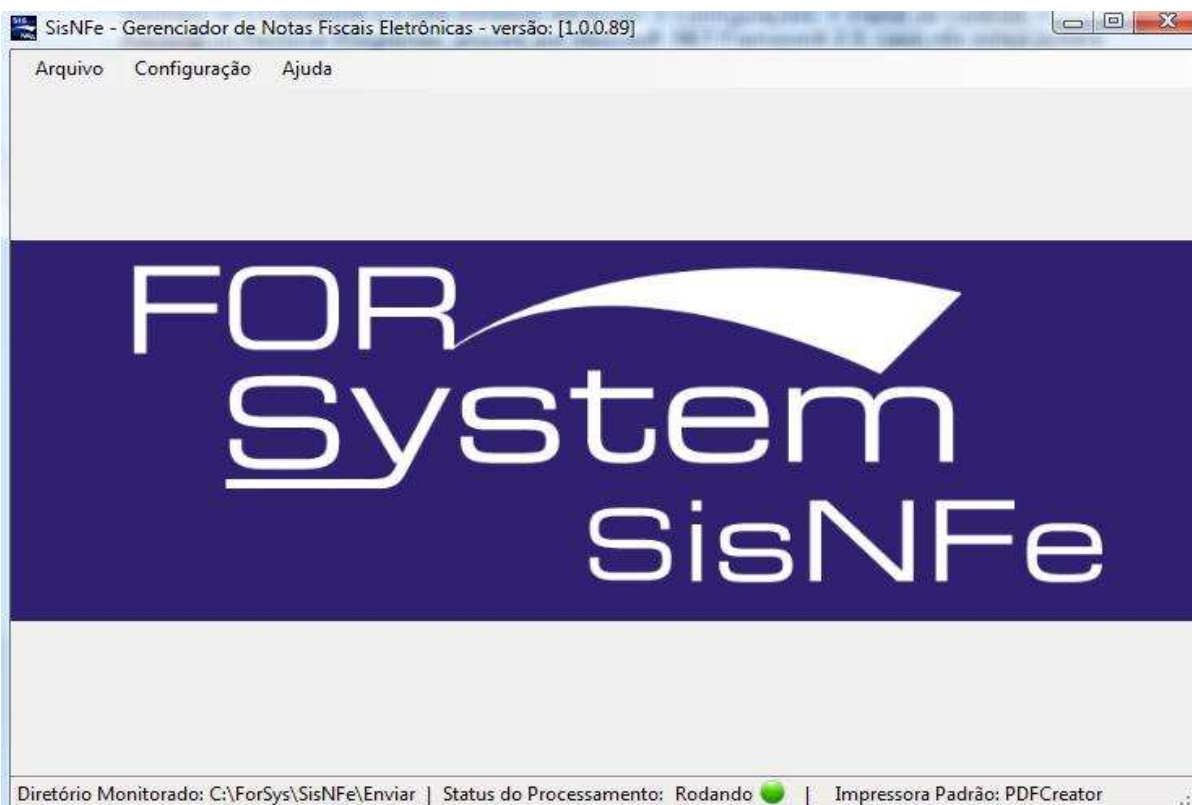 SisNFe - Gerenciador de Notas Fiscais Eletrônicas - versão: [1.0.0.89]
Arquivo Configuração Ajuda
FOR
System
SisNFe
Diretório Monitorado: C:\ForSys\SisNFe\Enviar | Status do Processamento: Rodando | Impressora Padrão: PDFCreator